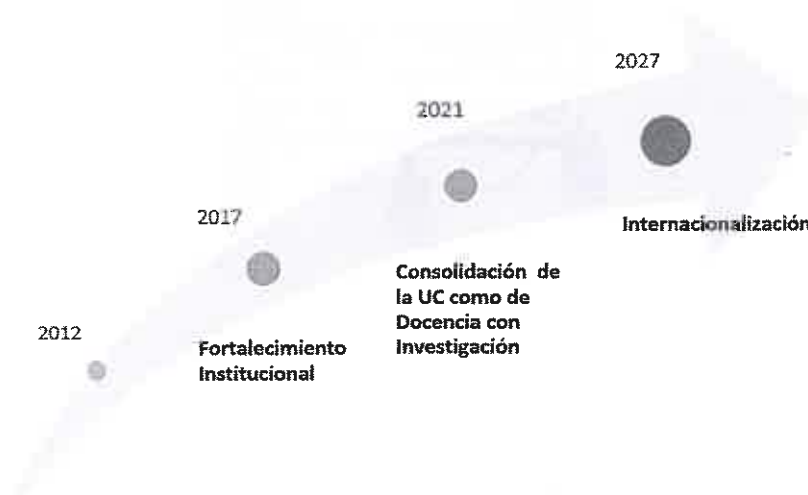 2027
2021
2017
Internacionalización
Consolidación de
la UC como de
Docencia con
Investigación
2012
Fortalecimiento
Institucional